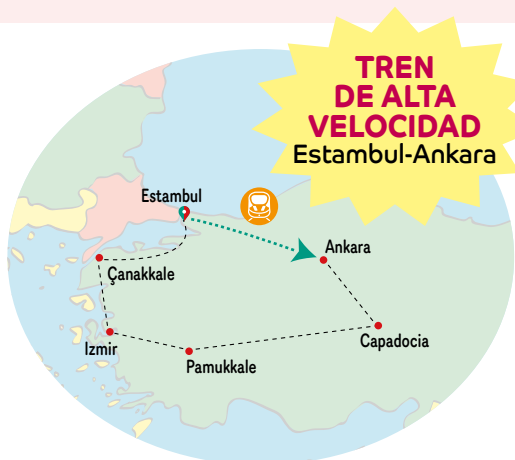 TREN
DE ALTA
VELOCIDAD
Estambul-Ankara
Estambul
Ankara
Çanakkale
Izmir
Pamukkale
Capadocia